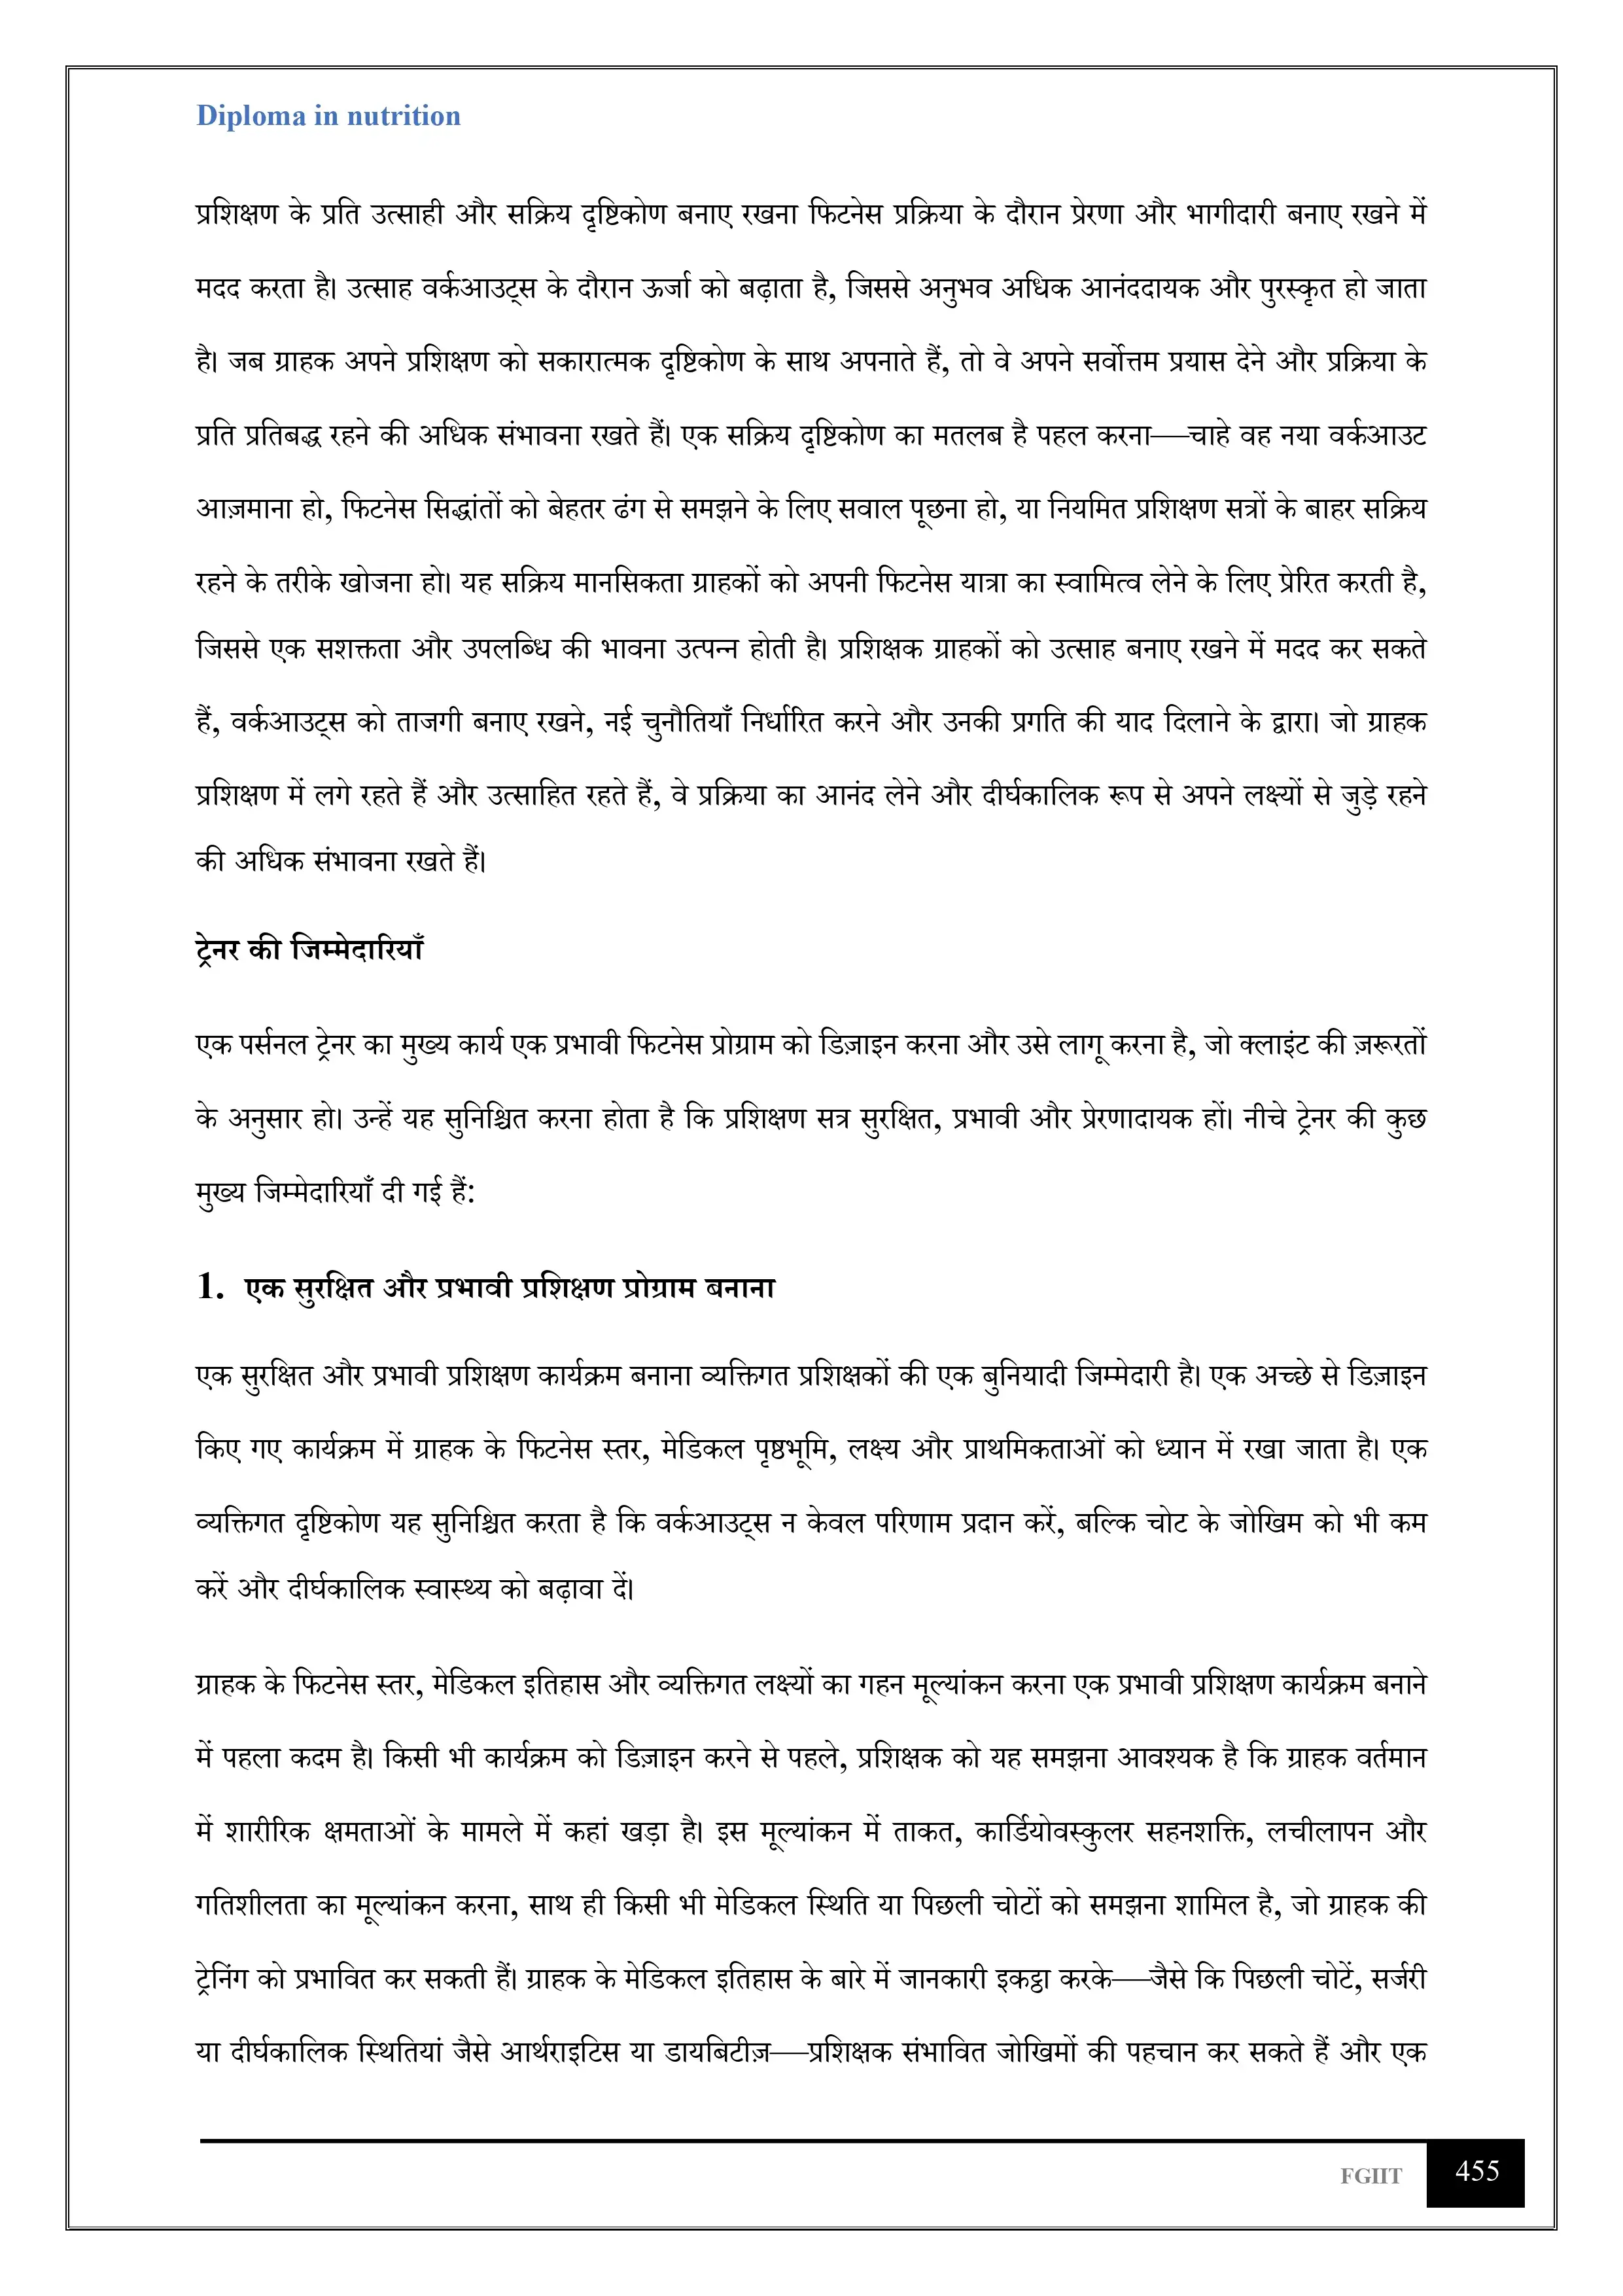 Diploma in nutrition
प्रशिक्षण के प्रति उत्साही और सक्रिय दृष्टिकोण बनाए रखना फिटनेस प्रक्रिया के दौरान प्रेरणा और भागीदारी बनाए रखने में
मदद करता है। उत्साह वर्कआउट्स के दौरान ऊर्जा को बढ़ाता है, जिससे अनुभव अधिक आनंददायक और पुरस्कृत हो जाता
है। जब ग्राहक अपने प्रशिक्षण को सकारात्मक दृष्टिकोण के साथ अपनाते हैं, तो वे अपने सर्वोत्तम प्रयास देने और प्रक्रिया के
प्रति प्रतिबद्ध रहने की अधिक संभावना रखते हैं। एक सक्रिय दृष्टिकोण का मतलब है पहल करना—चाहे वह नया वर्कआउट
आज़माना हो, फिटनेस सिद्धांतों को बेहतर ढंग से समझने के लिए सवाल पूछना हो, या नियमित प्रशिक्षण सत्रों के बाहर सक्रिय
रहने के तरीके खोजना हो। यह सक्रिय मानसिकता ग्राहकों को अपनी फिटनेस यात्रा का स्वामित्व लेने के लिए प्रेरित करती है,
जिससे एक सशक्तता और उपलब्धि की भावना उत्पन्न होती है। प्रशिक्षक ग्राहकों को उत्साह बनाए रखने में मदद कर सकते
हैं, वर्कआउट्स को ताजगी बनाए रखने, नई चुनौतियाँ निर्धारित करने और उनकी प्रगति की याद दिलाने के द्वारा। जो ग्राहक
प्रशिक्षण में लगे रहते हैं और उत्साहित रहते हैं, वे प्रक्रिया का आनंद लेने और दीर्घकालिक रूप से अपने लक्ष्यों से जुड़े रहने
की अधिक संभावना रखते हैं।
ट्रेनर की जिम्मेदारियाँ
एक पर्सनल ट्रेनर का मुख्य कार्य एक प्रभावी फिटनेस प्रोग्राम को डिज़ाइन करना और उसे लागू करना है, जो क्लाइंट की ज़रूरतों
के अनुसार हो। उन्हें यह सुनिश्चित करना होता है कि प्रशिक्षण सत्र सुरक्षित, प्रभावी और प्रेरणादायक हों। नीचे ट्रेनर की कुछ
मुख्य जिम्मेदारियाँ दी गई हैं:
1. एक सुरक्षित और प्रभावी प्रशिक्षण प्रोग्राम बनाना
एक सुरक्षित और प्रभावी प्रशिक्षण कार्यक्रम बनाना व्यक्तिगत प्रशिक्षकों की एक बुनियादी जिम्मेदारी है। एक अच्छे से डिज़ाइन
किए गए कार्यक्रम में ग्राहक के फिटनेस स्तर, मेडिकल पृष्ठभूमि, लक्ष्य और प्राथमिकताओं को ध्यान में रखा जाता है। एक
व्यक्तिगत दृष्टिकोण यह सुनिश्चित करता है कि वर्कआउट्स न केवल परिणाम प्रदान करें, बल्कि चोट के जोखिम को भी कम
करें और दीर्घकालिक स्वास्थ्य को बढ़ावा दें।
ग्राहक के फिटनेस स्तर, मेडिकल इतिहास और व्यक्तिगत लक्ष्यों का गहन मूल्यांकन करना एक प्रभावी प्रशिक्षण कार्यक्रम बनाने
में पहला कदम है। किसी भी कार्यक्रम को डिज़ाइन करने से पहले, प्रशिक्षक को यह समझना आवश्यक है कि ग्राहक वर्तमान
में शारीरिक क्षमताओं के मामले में कहां खड़ा है। इस मूल्यांकन में ताकत, कार्डियोवस्कुलर सहनशक्ति, लचीलापन और
गतिशीलता का मूल्यांकन करना, साथ ही किसी भी मेडिकल स्थिति या पिछली चोटों को समझना शामिल है, जो ग्राहक की
ट्रेनिंग को प्रभावित कर सकती हैं। ग्राहक के मेडिकल इतिहास के बारे में जानकारी इकट्ठा करके—जैसे कि पिछली चोटें, सर्जरी
या दीर्घकालिक स्थितियां जैसे आर्थराइटिस या डायबिटीज़—प्रशिक्षक संभावित जोखिमों की पहचान कर सकते हैं और एक
FGIIT 455